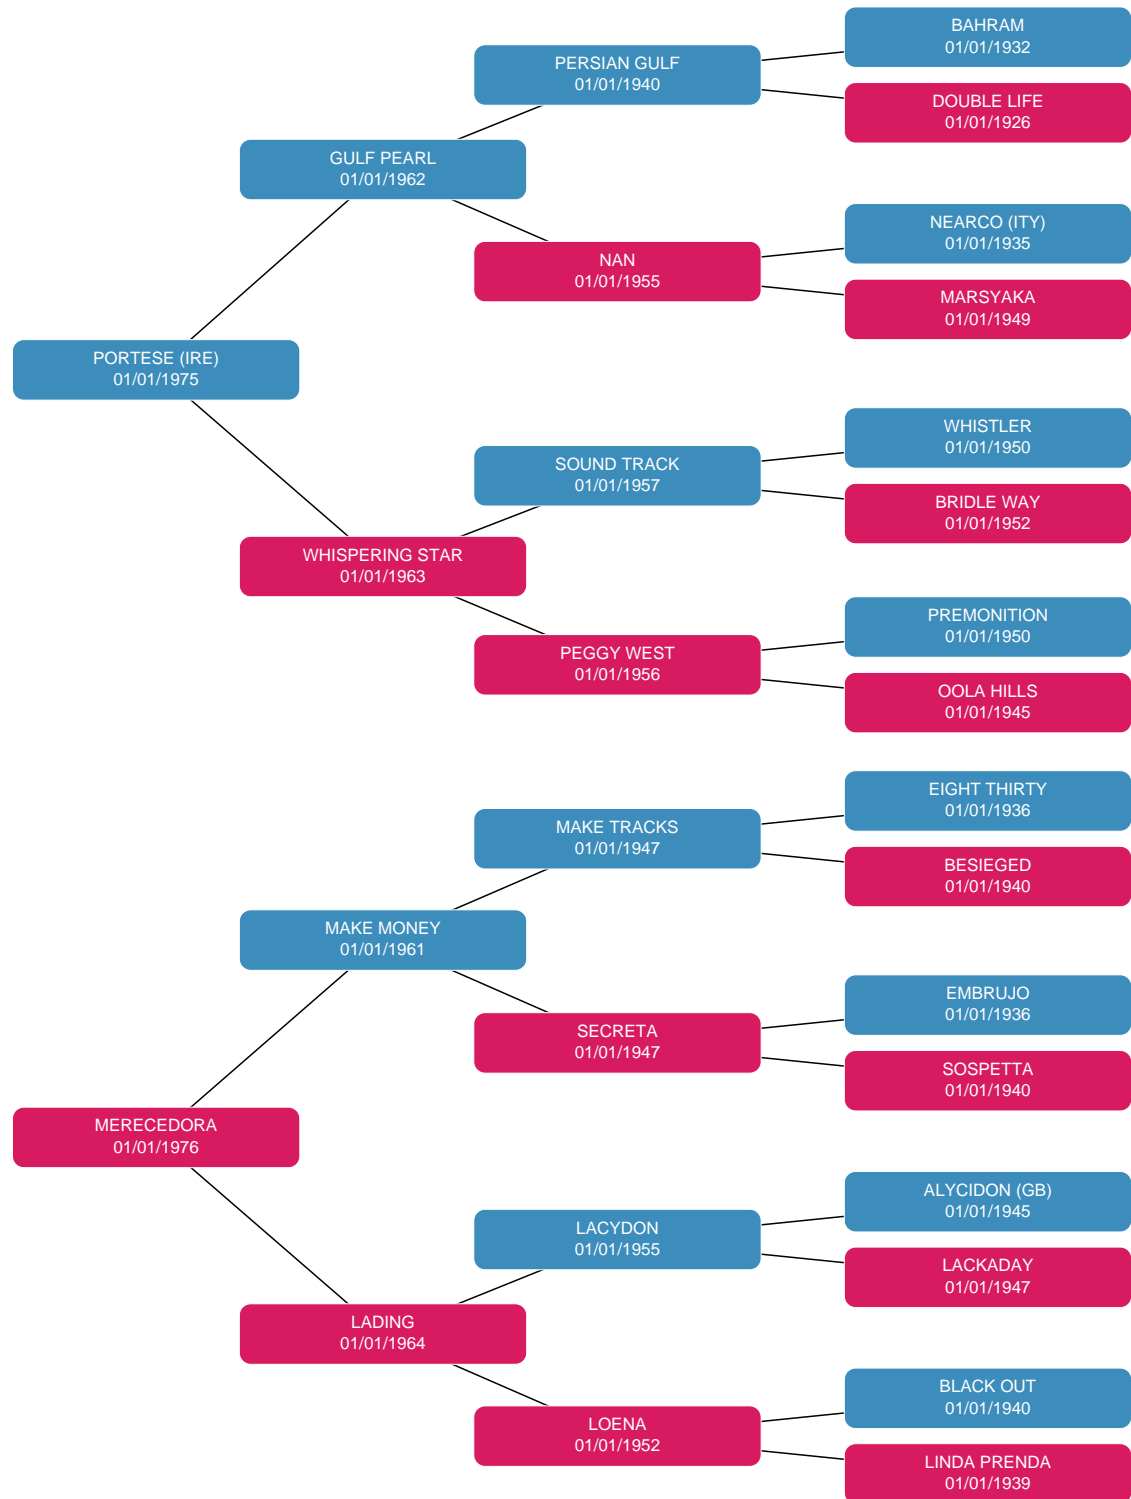 BAHRAM
01/01/1932
PERSIAN GULF
01/01/1940
DOUBLE LIFE
01/01/1926
GULF PEARL
01/01/1962
NEARCO (ITY)
01/01/1935
NAN
01/01/1955
MARSYAKA
01/01/1949
PORTESE (IRE)
01/01/1975
WHISTLER
01/01/1950
SOUND TRACK
01/01/1957
BRIDLE WAY
01/01/1952
WHISPERING STAR
01/01/1963
PREMONITION
01/01/1950
PEGGY WEST
01/01/1956
OOLA HILLS
01/01/1945
EIGHT THIRTY
01/01/1936
MAKE TRACKS
01/01/1947
BESIEGED
01/01/1940
MAKE MONEY
01/01/1961
EMBRUJO
01/01/1936
SECRETA
01/01/1947
SOSPETTA
01/01/1940
MERECEDORA
01/01/1976
ALYCIDON (GB)
01/01/1945
LACYDON
01/01/1955
LACKADAY
01/01/1947
LADING
01/01/1964
BLACK OUT
01/01/1940
LOENA
01/01/1952
LINDA PRENDA
01/01/1939